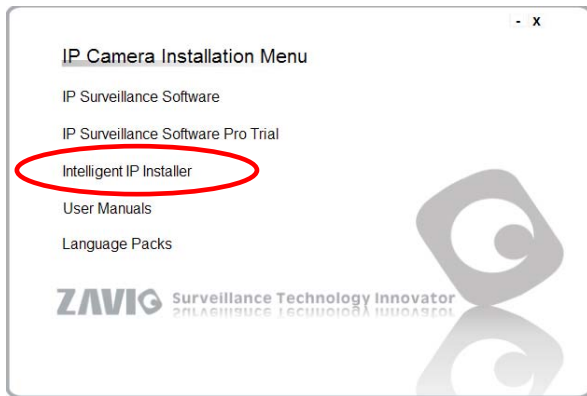 - X
IP Camera Installation Menu
IP Surveillance Software
IP Surveillance Software Pro Trial
Intelligent IP Installer
User Manuals
Language Packs
ZAVIO Surveillance Technology Innovator